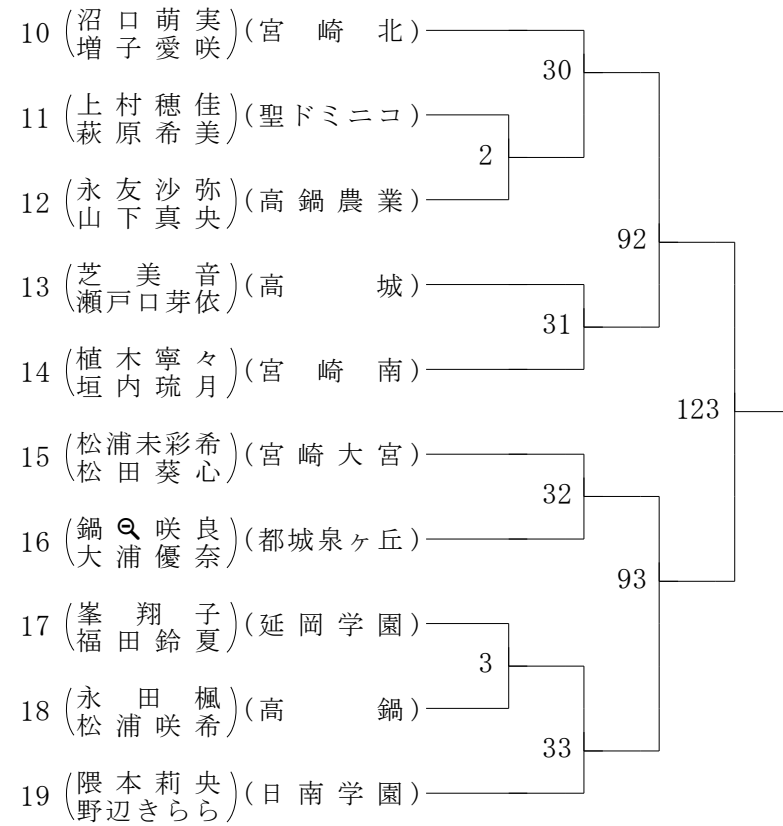 10 (沼口萌実 増子愛咲) (宮崎北)
30
11 (上村穂佳 萩原希美) (聖ドミニコ)
2
12 (永友沙弥 山下真央) (高鍋農業)
92
13 (芝美音 瀬戸口芽依) (高城)
31
14 (植木寧々 垣内琉月) (宮崎南)
123
15 (松浦未彩希 松田葵心) (宮崎大宮)
32
16 (鍋 咲良 大浦優奈) (都城泉ヶ丘)
93
17 (峯翔子 福田鈴夏) (延岡学園)
3
18 (永田楓 松浦咲希) (高鍋)
33
19 (隈本莉央 野辺きらら) (日南学園)